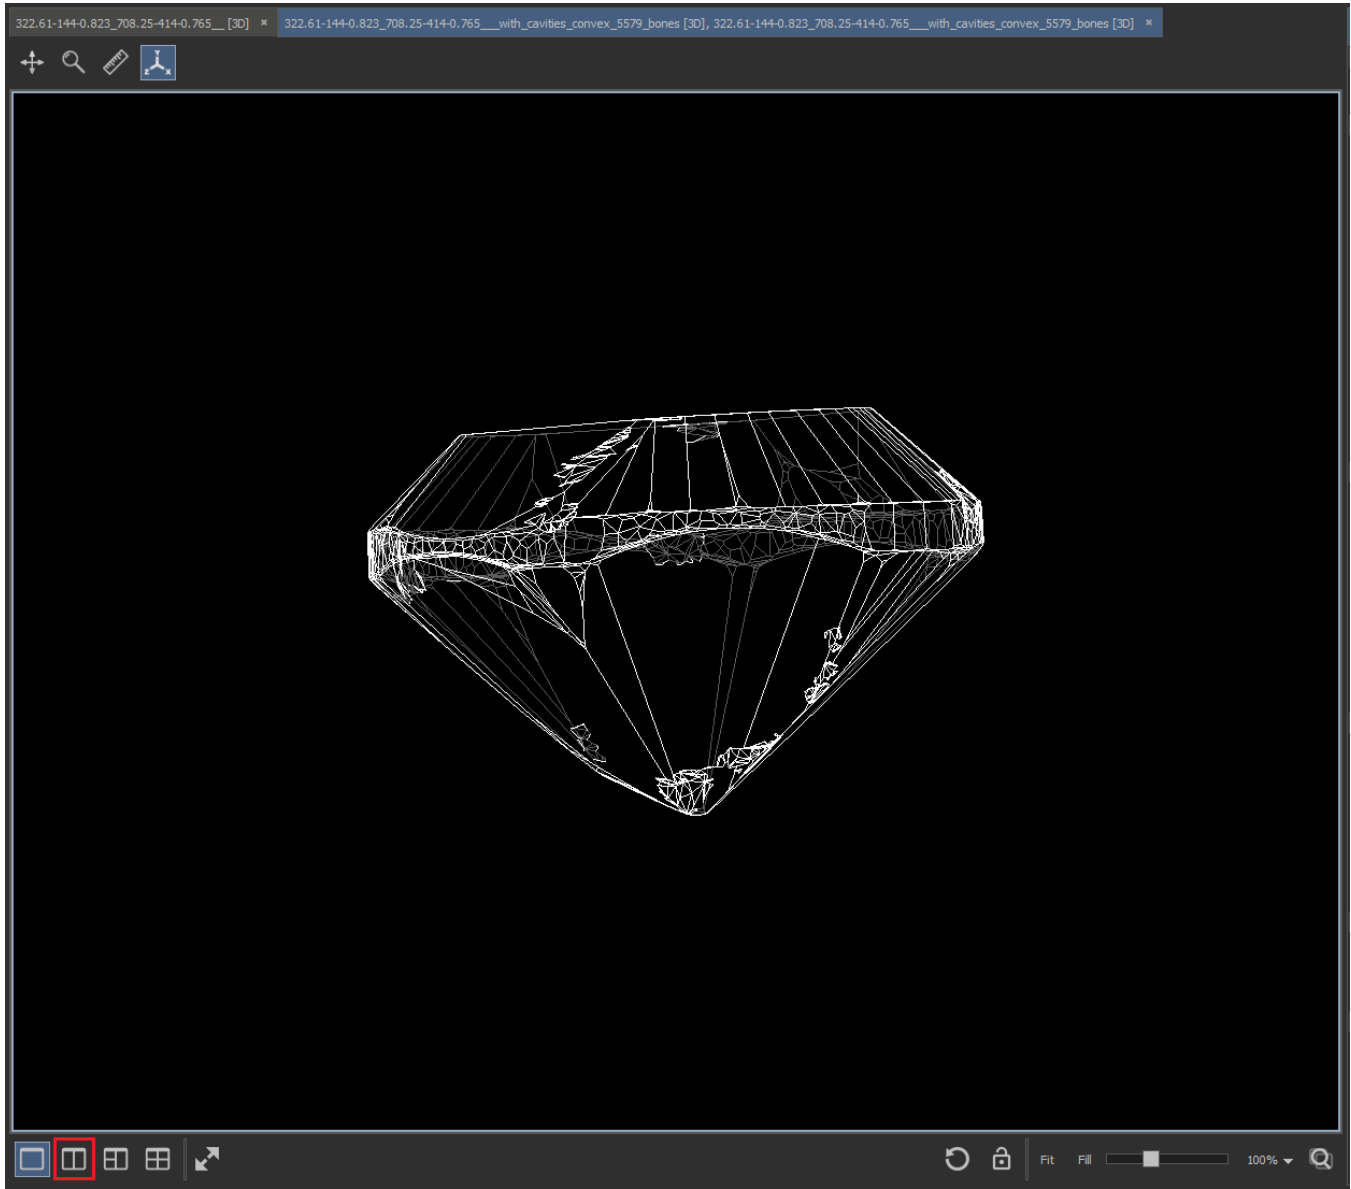 322.61-144-0.823_708.25-414-0.765__ [3D] × 322.61-144-0.823_708.25-414-0.765___with_cavities_convex_5579_bones [3D], 322.61-144-0.823_708.25-414-0.765___with_cavities_convex_5579_bones [3D] ×
Y
Z X
Fit Fill 100%